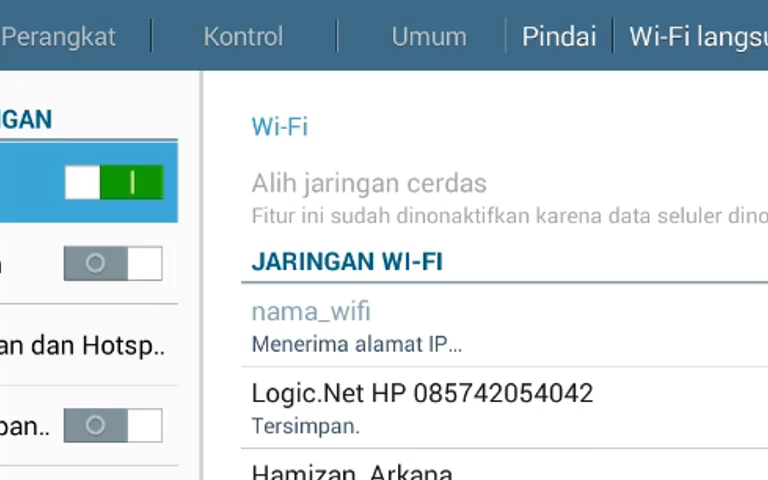 Perangkat Kontrol Umum Pindai Wi-Fi langsu
NGAN
Wi-Fi
Alih jaringan cerdas
Fitur ini sudah dinonaktifkan karena data seluler dino
JARINGAN WI-FI
nama_wifi
Menerima alamat IP...
an dan Hotsp..
Logic.Net HP 085742054042
Tersimpan.
pan..
Hamizan_Arkana